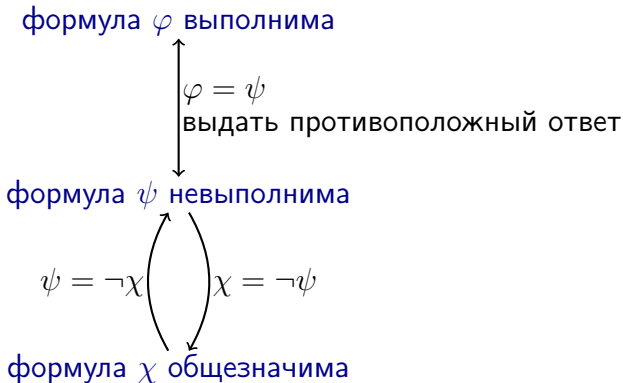 формула φ выполнима
φ = ψ
выдать противоположный ответ
формула ψ невыполнима
ψ = ¬χ
χ = ¬ψ
формула χ общезначима